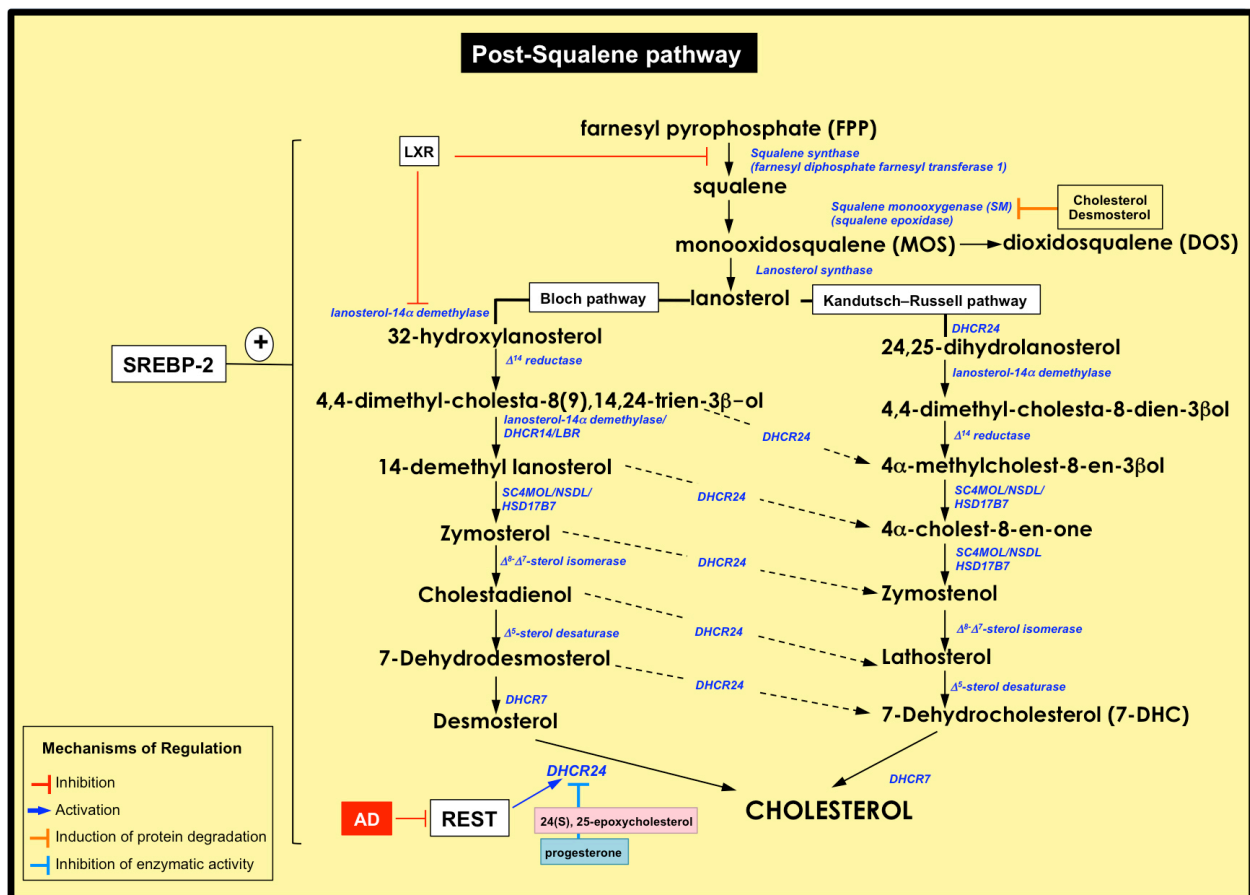 Post-Squalene pathway
farnesyl pyrophosphate (FPP)
LXR
Squalene synthase
(farnesyl diphosphate farnesyl transferase 1)
squalene
Squalene monooxygenase (SM)
(squalene epoxidase)
Cholesterol
Desmosterol
monooxidosqualene (MOS)
dioxidosqualene (DOS)
Lanosterol synthase
Bloch pathway
lanosterol
Kandutsch–Russell pathway
lanosterol-14α demethylase
32-hydroxylanosterol
DHCR24
24,25-dihydrolanosterol
SREBP-2
+
Δ¹⁴ reductase
lanosterol-14α demethylase
4,4-dimethyl-cholesta-8(9),14,24-trien-3β-ol
4,4-dimethyl-cholesta-8-dien-3βol
lanosterol-14α demethylase/
DHCR14/LBR
DHCR24
Δ¹⁴ reductase
14-demethyl lanosterol
4α-methylcholest-8-en-3βol
SC4MOL/NSDL/
HSD17B7
DHCR24
SC4MOL/NSDL/
HSD17B7
Zymosterol
4α-cholest-8-en-one
Δ⁸-Δ⁷-sterol isomerase
DHCR24
SC4MOL/NSDL
HSD17B7
Cholestadienol
Zymostenol
Δ⁵-sterol desaturase
DHCR24
Δ⁸-Δ⁷-sterol isomerase
7-Dehydrodesmosterol
Lathosterol
DHCR7
DHCR24
Δ⁵-sterol desaturase
Desmosterol
7-Dehydrocholesterol (7-DHC)
DHCR24
DHCR7
CHOLESTEROL
AD
REST
24(S), 25-epoxycholesterol
progesterone
Mechanisms of Regulation
Inhibition
Activation
Induction of protein degradation
Inhibition of enzymatic activity